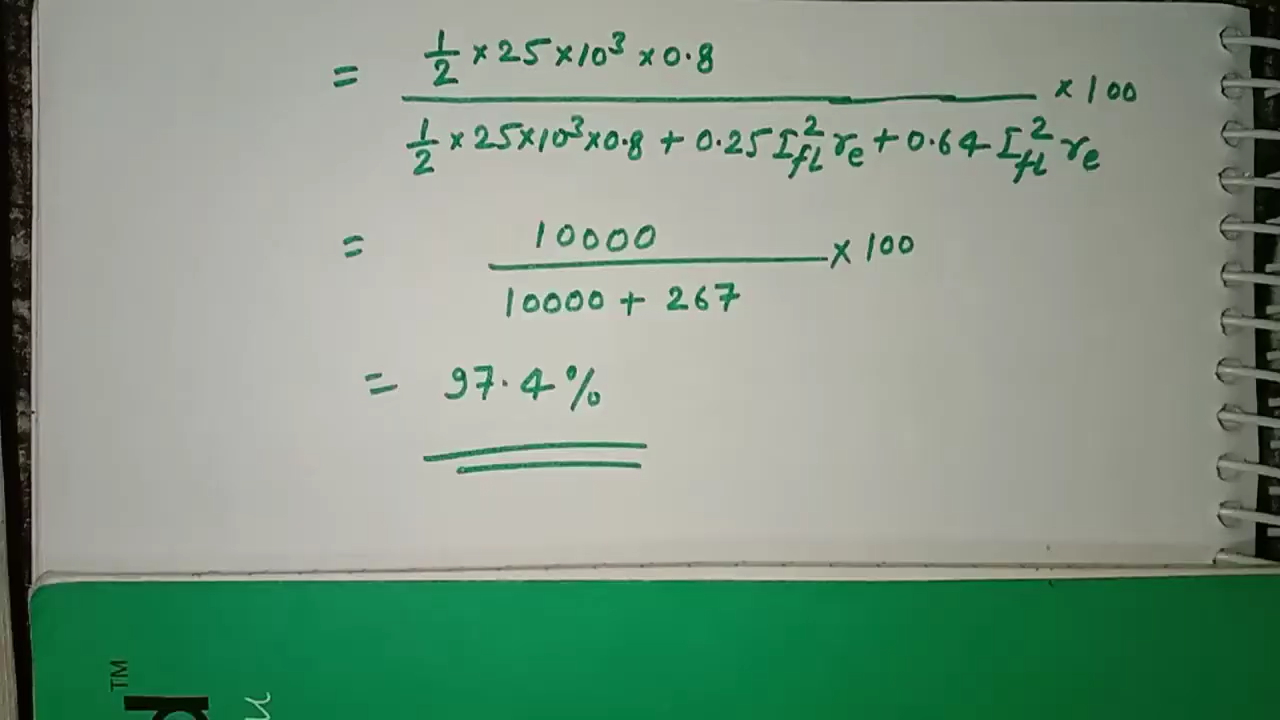 = 1/2 × 25 × 10³ × 0.8 / (1/2 × 25 × 10³ × 0.8 + 0.25 I²fl re + 0.64 I²fl re) × 100
= 10000 / (10000 + 267) × 100
= 97.4%
TM